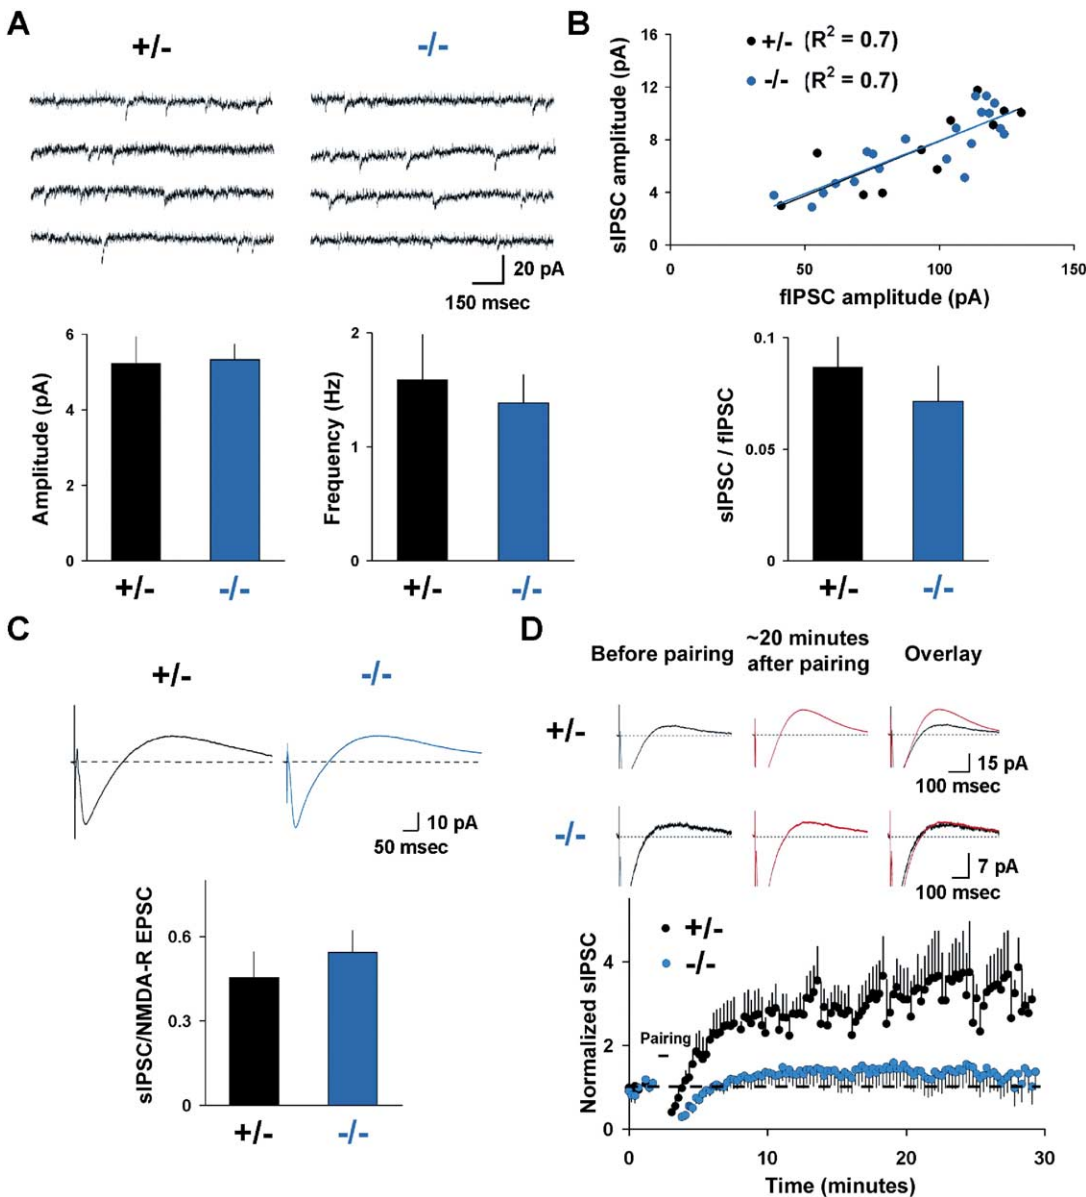 A
+/-
-/-
20 pA
150 msec
Amplitude (pA)
6
4
2
0
+/-
-/-
Frequency (Hz)
2
1
0
+/-
-/-
B
sIPSC amplitude (pA)
16
12
8
4
0
+/- (R2 = 0.7)
-/- (R2 = 0.7)
0
50
100
150
fIPSC amplitude (pA)
sIPSC / fIPSC
0.1
0.05
0
+/-
-/-
C
+/-
-/-
10 pA
50 msec
sIPSC/NMDA-R EPSC
0.6
0.3
0
+/-
-/-
D
Before pairing
~20 minutes
after pairing
Overlay
+/-
15 pA
100 msec
-/-
7 pA
100 msec
Normalized sIPSC
4
2
0
+/-
-/-
Pairing
0
10
20
30
Time (minutes)